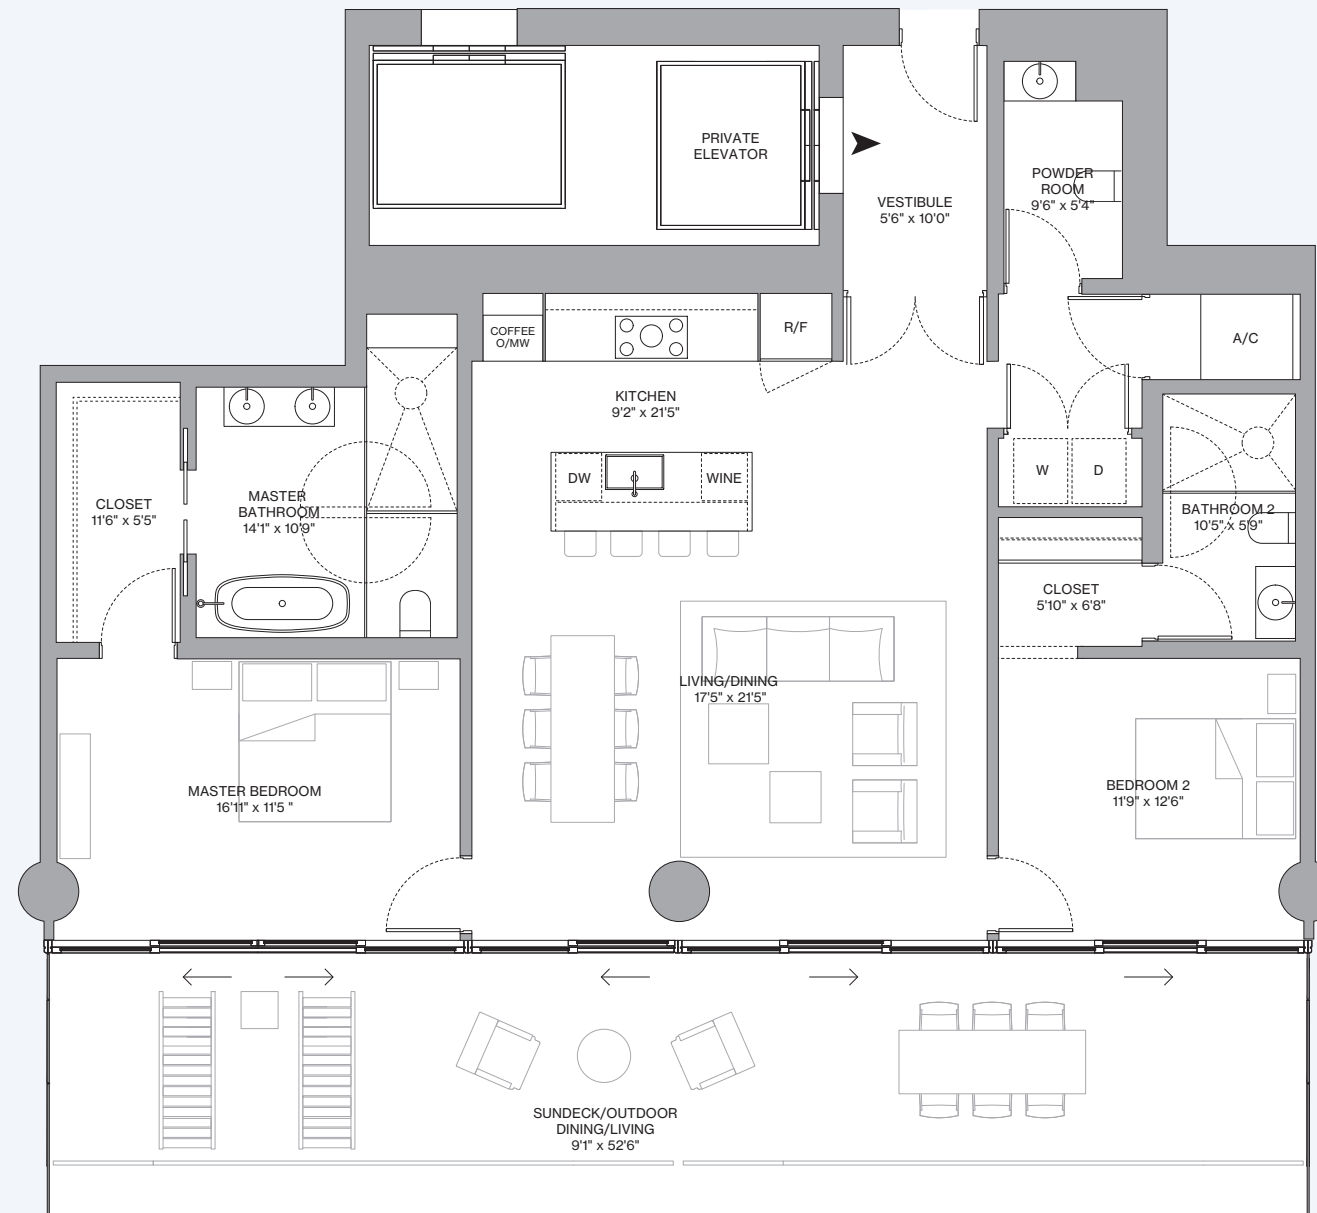 PRIVATE
ELEVATOR
VESTIBULE
5'6" x 10'0"
POWDER
ROOM
9'6" x 5'4"
COFFEE
O/MW
R/F
A/C
KITCHEN
9'2" x 21'5"
DW
WINE
W
D
CLOSET
11'6" x 5'5"
MASTER
BATHROOM
14'1" x 10'9"
BATHROOM 2
10'5" x 5'9"
CLOSET
5'10" x 6'8"
LIVING/DINING
17'5" x 21'5"
MASTER BEDROOM
16'11" x 11'5 "
BEDROOM 2
11'9" x 12'6"
SUNDECK/OUTDOOR
DINING/LIVING
9'1" x 52'6"